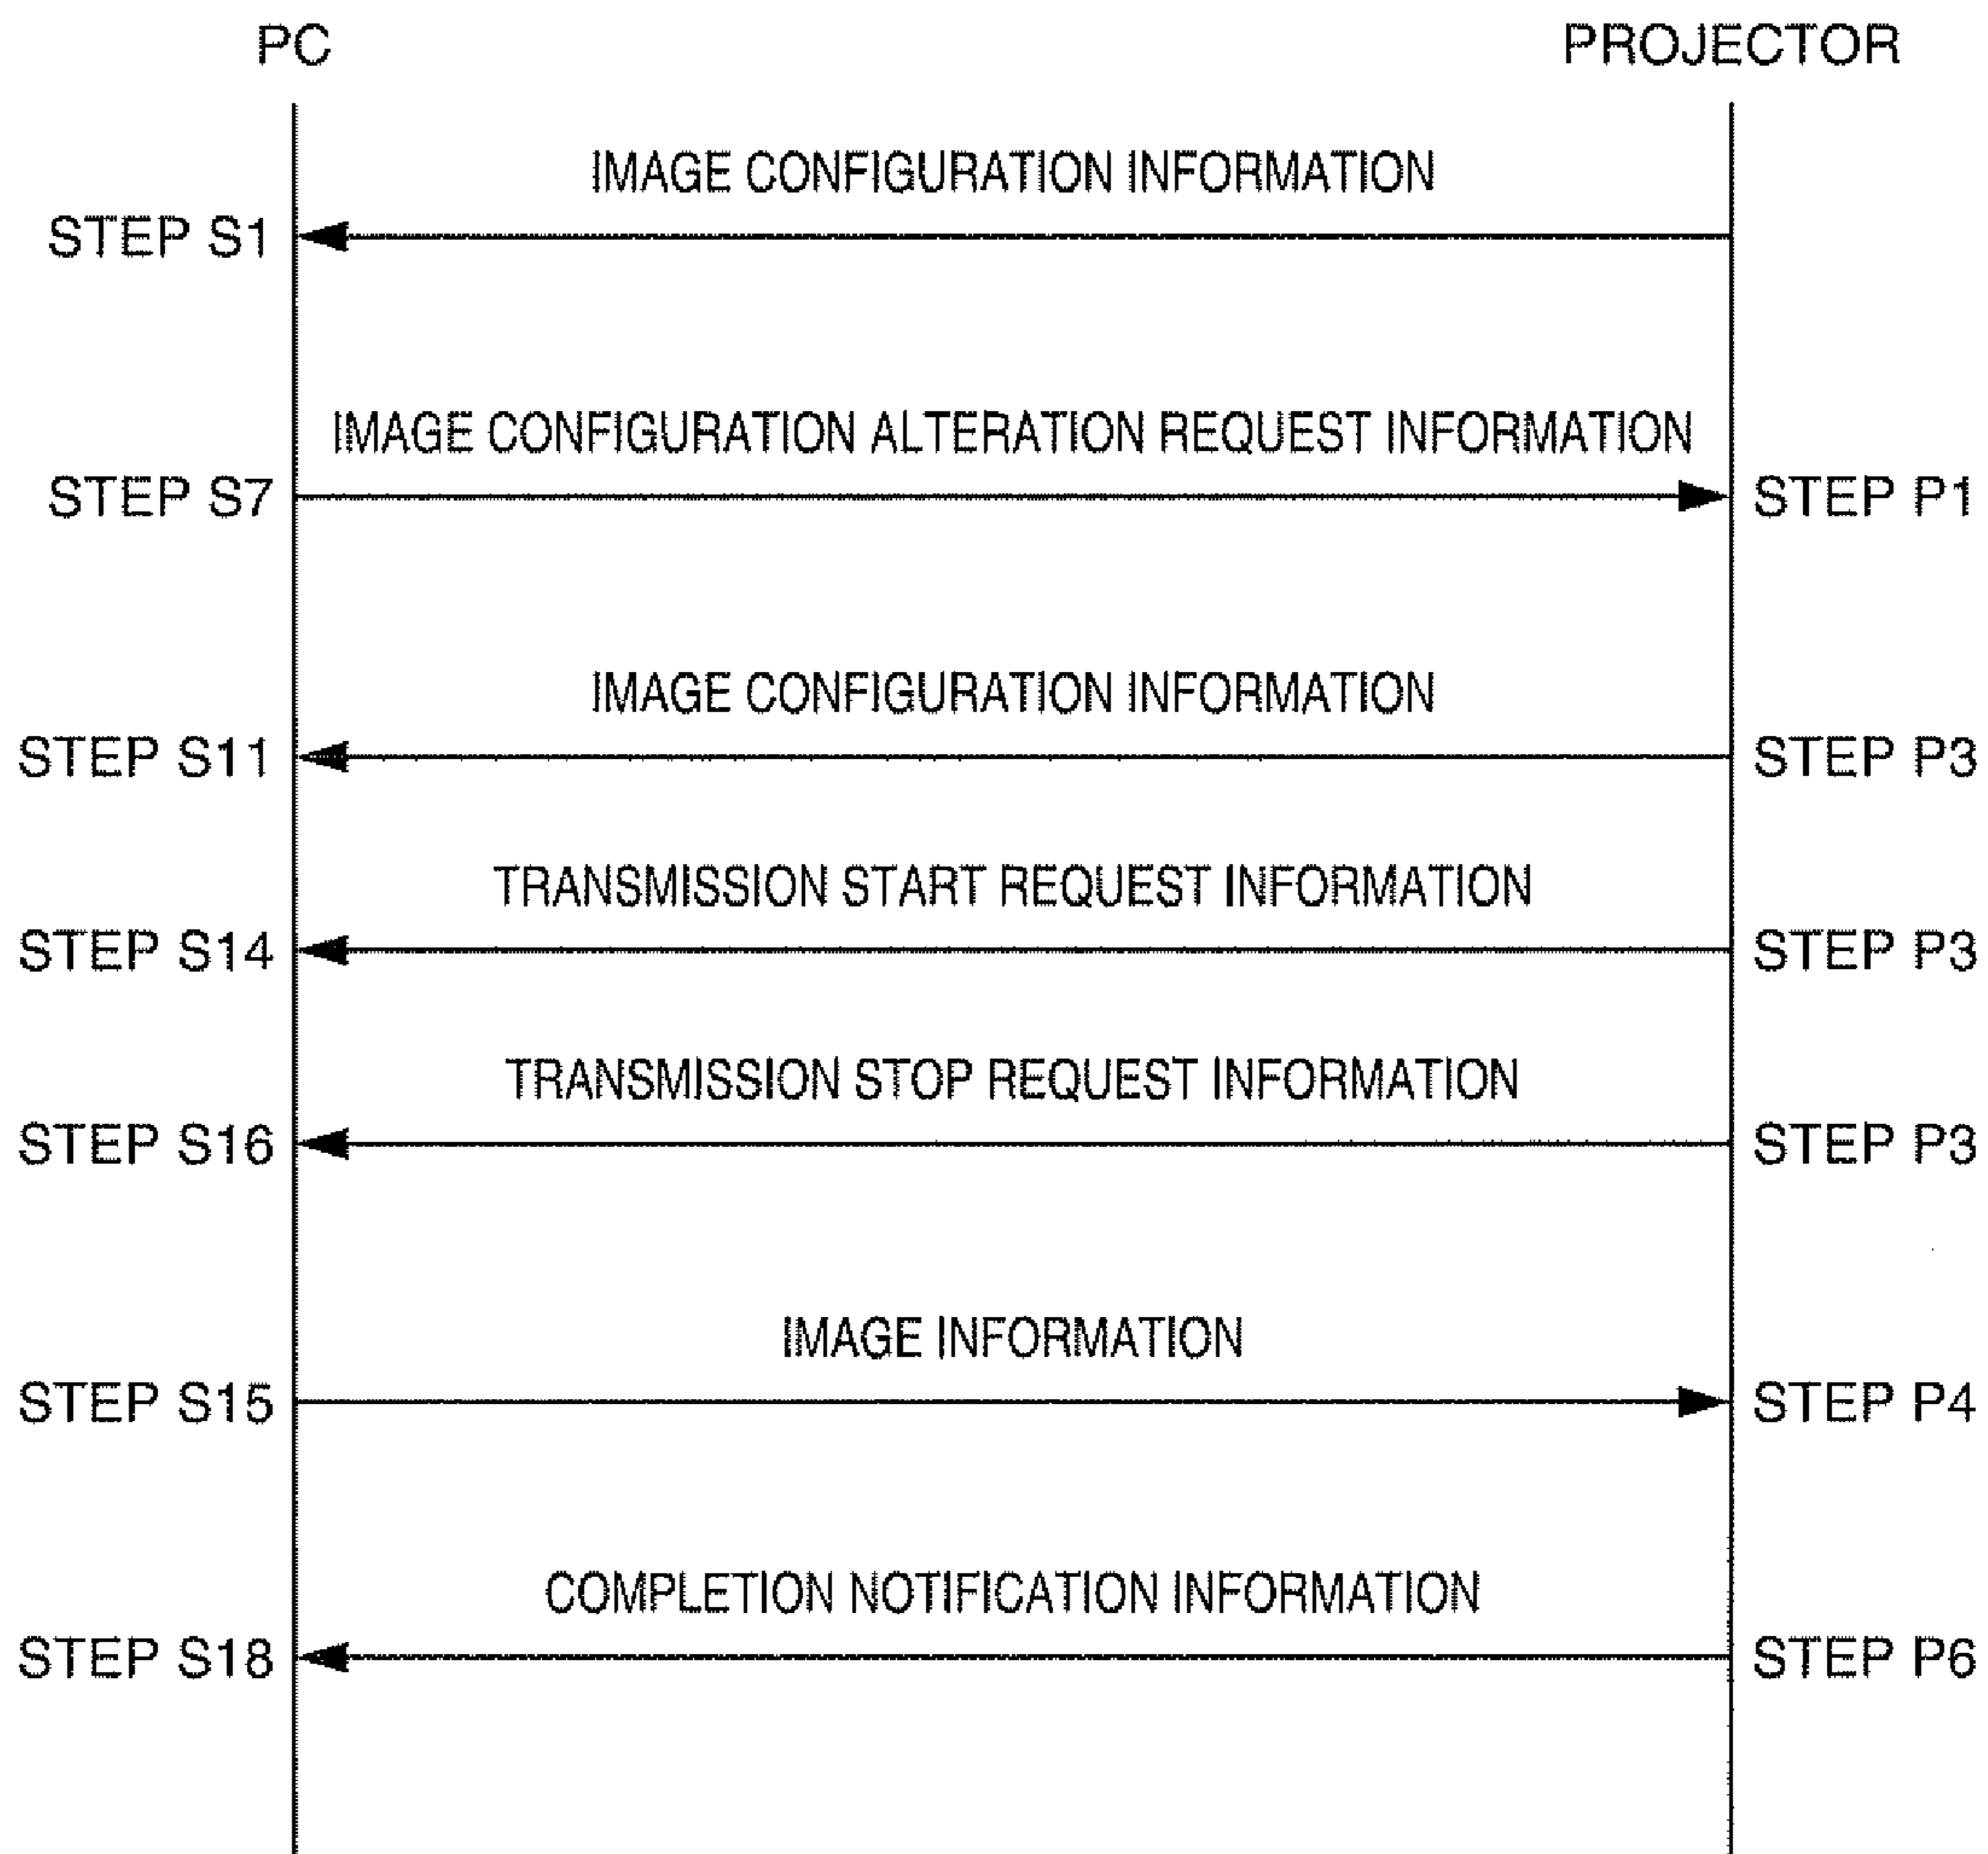 PC PROJECTOR
IMAGE CONFIGURATION INFORMATION
STEP S1
IMAGE CONFIGURATION ALTERATION REQUEST INFORMATION
STEP S7 STEP P1
IMAGE CONFIGURATION INFORMATION
STEP S11 STEP P3
TRANSMISSION START REQUEST INFORMATION
STEP S14 STEP P3
TRANSMISSION STOP REQUEST INFORMATION
STEP S16 STEP P3
IMAGE INFORMATION
STEP S15 STEP P4
COMPLETION NOTIFICATION INFORMATION
STEP S18 STEP P6